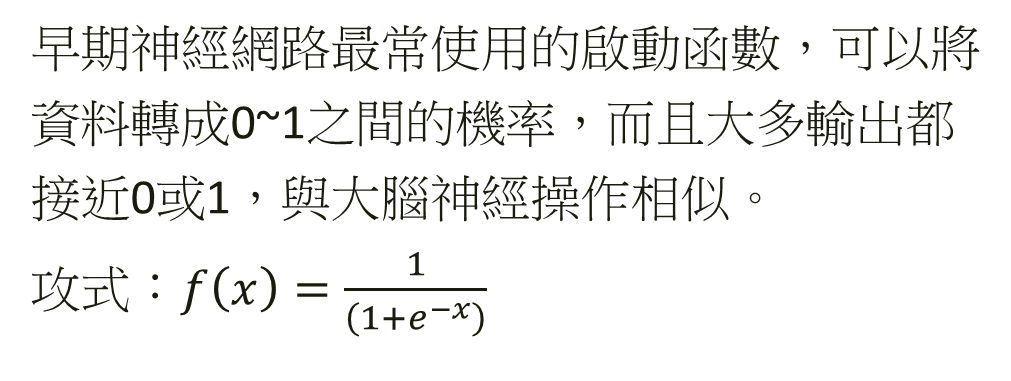 早期神經網路最常使用的啟動函數，可以將
資料轉成0~1之間的機率，而且大多輸出都
接近0或1，與大腦神經操作相似。
攻式：f(x) = 1/(1+e^{-x})